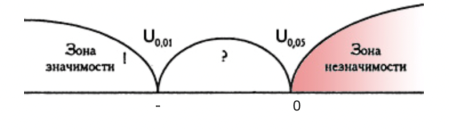 U0,01
U0,05
Зона
значимости !
?
Зона
незначимости
-
0